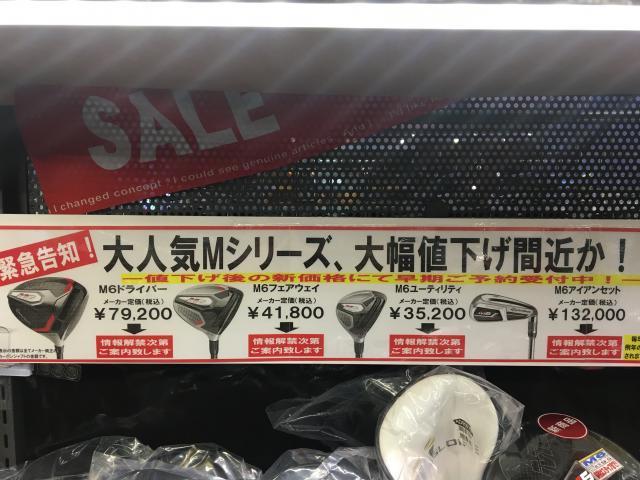 SALE
I changed concept I could see genuine articles. And I
緊急告知！
大人気Mシリーズ、大幅値下げ間近か！
値下げ後の新価格にて早期ご予約受付中！
M6ドライバー
メーカー定価（税込）
¥79,200
情報解禁次第
ご案内致します
M6フェアウェイ
メーカー定価（税込）
¥41,800
情報解禁次第
ご案内致します
M6ユーティリティ
メーカー定価（税込）
¥35,200
情報解禁次第
ご案内致します
M6アイアンセット
メーカー定価（税込）
¥132,000
情報解禁次第
ご案内致します